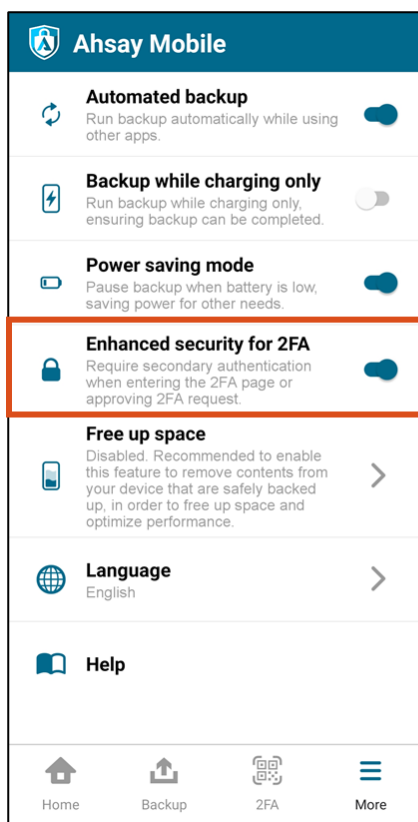 Ahsay Mobile
Automated backup
Run backup automatically while using
other apps.
Backup while charging only
Run backup while charging only,
ensuring backup can be completed.
Power saving mode
Pause backup when battery is low,
saving power for other needs.
Enhanced security for 2FA
Require secondary authentication
when entering the 2FA page or
approving 2FA request.
Free up space
Disabled. Recommended to enable
this feature to remove contents from
your device that are safely backed
up, in order to free up space and
optimize performance.
Language
English
Help
Home
Backup
2FA
More